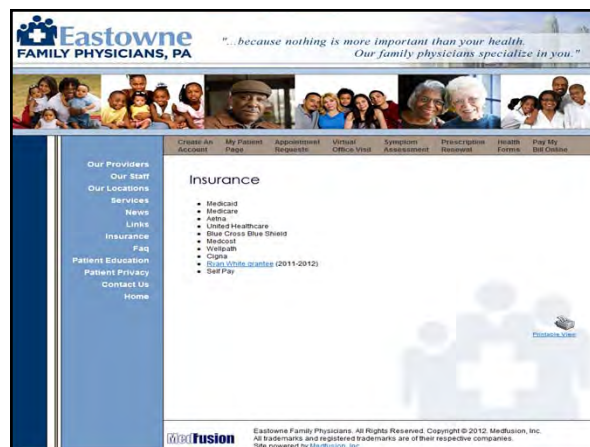 Eastowne
FAMILY PHYSICIANS, PA
"...because nothing is more important than your health.
Our family physicians specialize in you."
Create An Account
My Patient Page
Appointment Requests
Virtual Office Visit
Symptom Assessment
Prescription Renewal
Health Forms
Pay My Bill Online
Our Providers
Our Staff
Our Locations
Services
News
Links
Insurance
Faq
Patient Education
Patient Privacy
Contact Us
Home
Insurance
Medicaid
Medicare
Aetna
United Healthcare
Blue Cross Blue Shield
Medcost
Wellpath
Cigna
Ryan White grantee (2011-2012)
Self Pay
Printable View
Medfusion
Eastowne Family Physicians. All Rights Reserved. Copyright © 2012. Medfusion, Inc.
All trademarks and registered trademarks are of their respective companies.
Site powered by Medfusion, Inc.